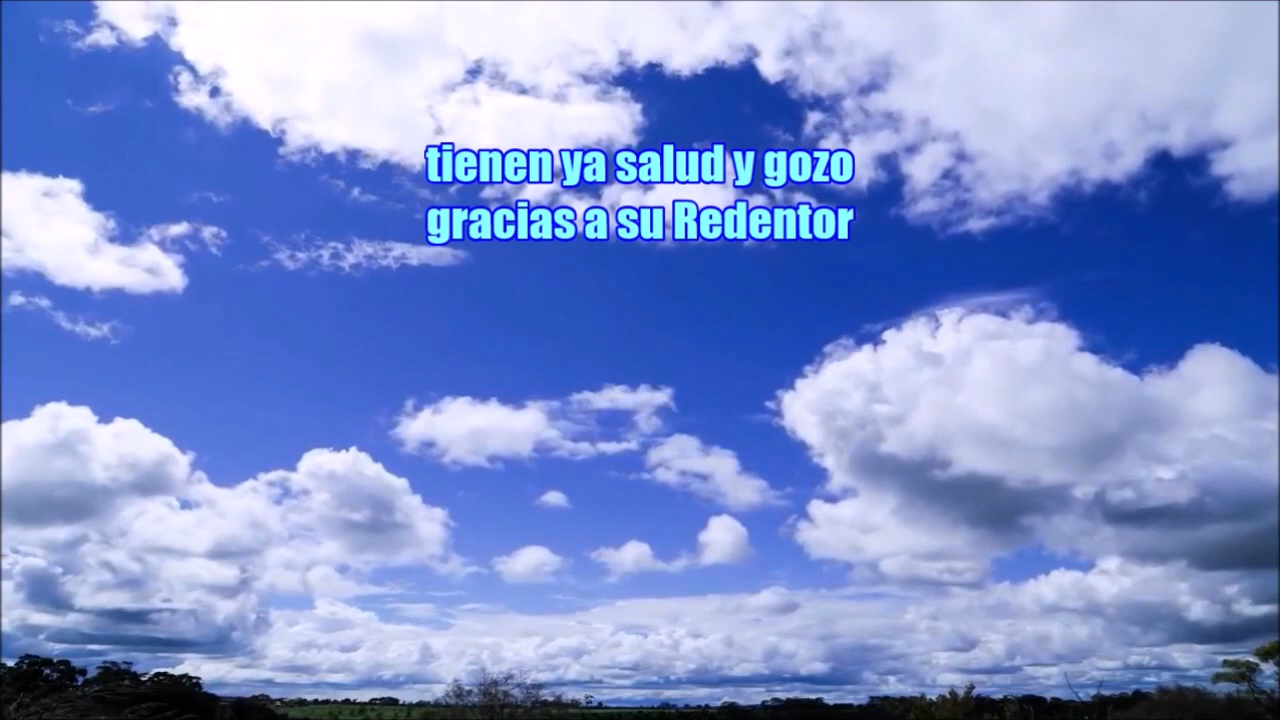 tienen ya salud y gozo
gracias a su Redentor